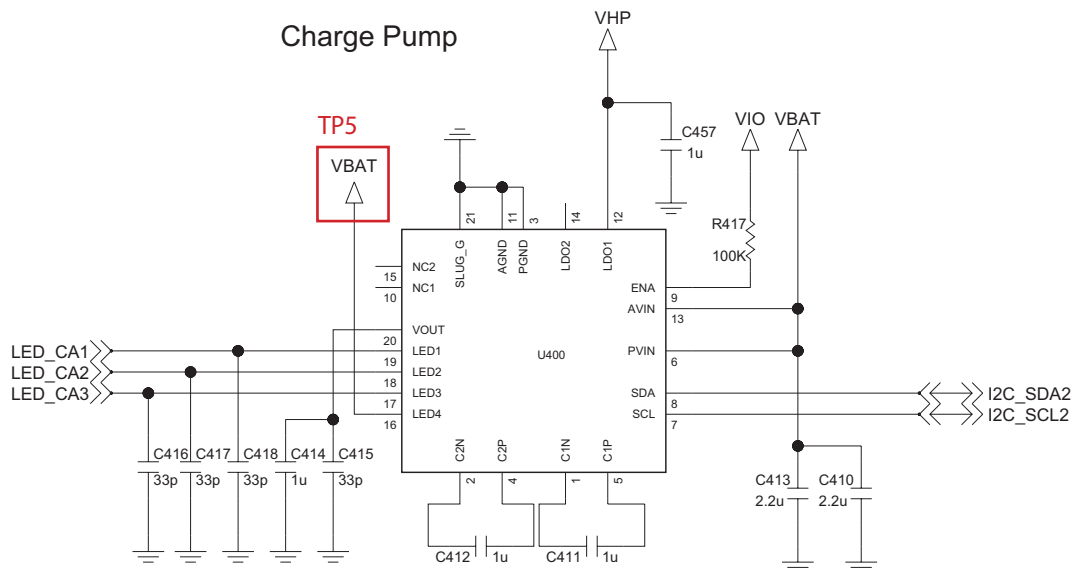 VHP
Charge Pump
TP5
VBAT
C457
1u
VIO
VBAT
21
11
3
14
12
SLUG_G
AGND
PGND
LDO2
LDO1
R417
100K
NC2
15
NC1
10
ENA
9
AVIN
13
VOUT
20
LED_CA1
LED1
19
U400
PVIN
6
LED_CA2
LED2
18
LED_CA3
LED3
17
SDA
8
I2C_SDA2
LED4
16
SCL
7
I2C_SCL2
C2N
C2P
C1N
C1P
2
4
1
5
C416
33p
C417
33p
C418
33p
C414
1u
C415
33p
C413
2.2u
C410
2.2u
C412
1u
C411
1u